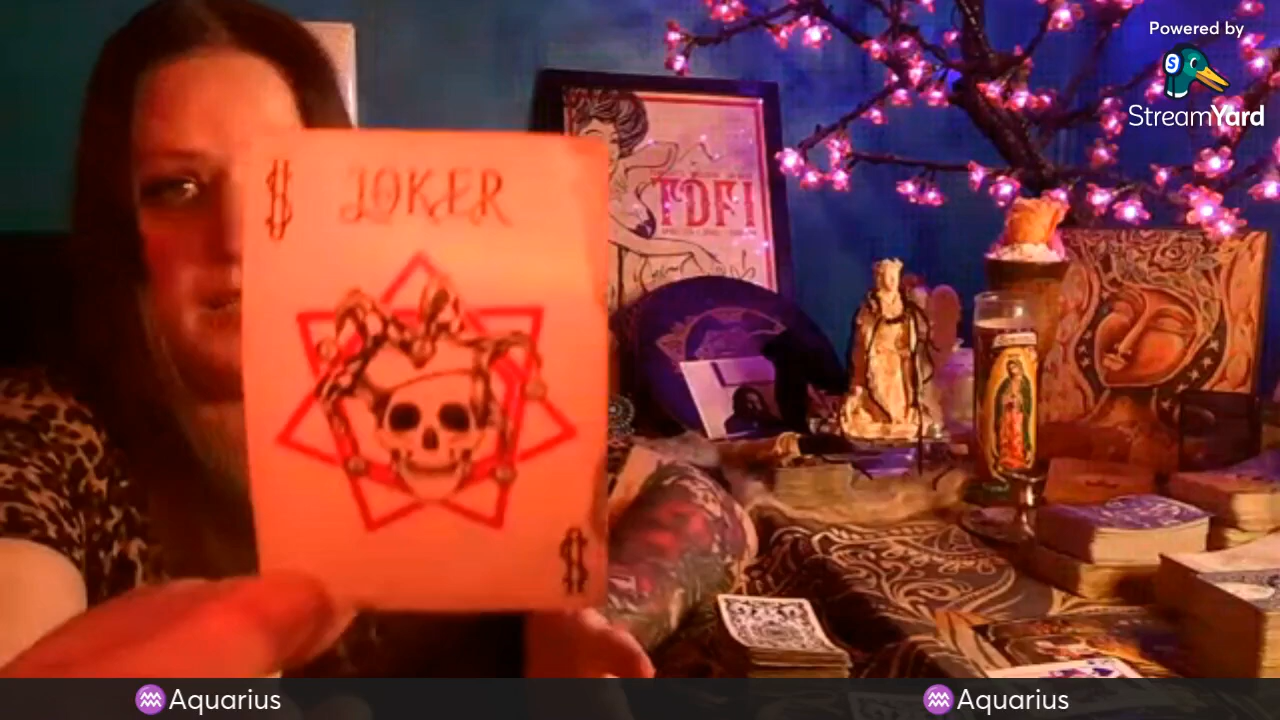 Powered by
StreamYard
$ JOKER
TDFI
$
♒Aquarius ♒Aquarius